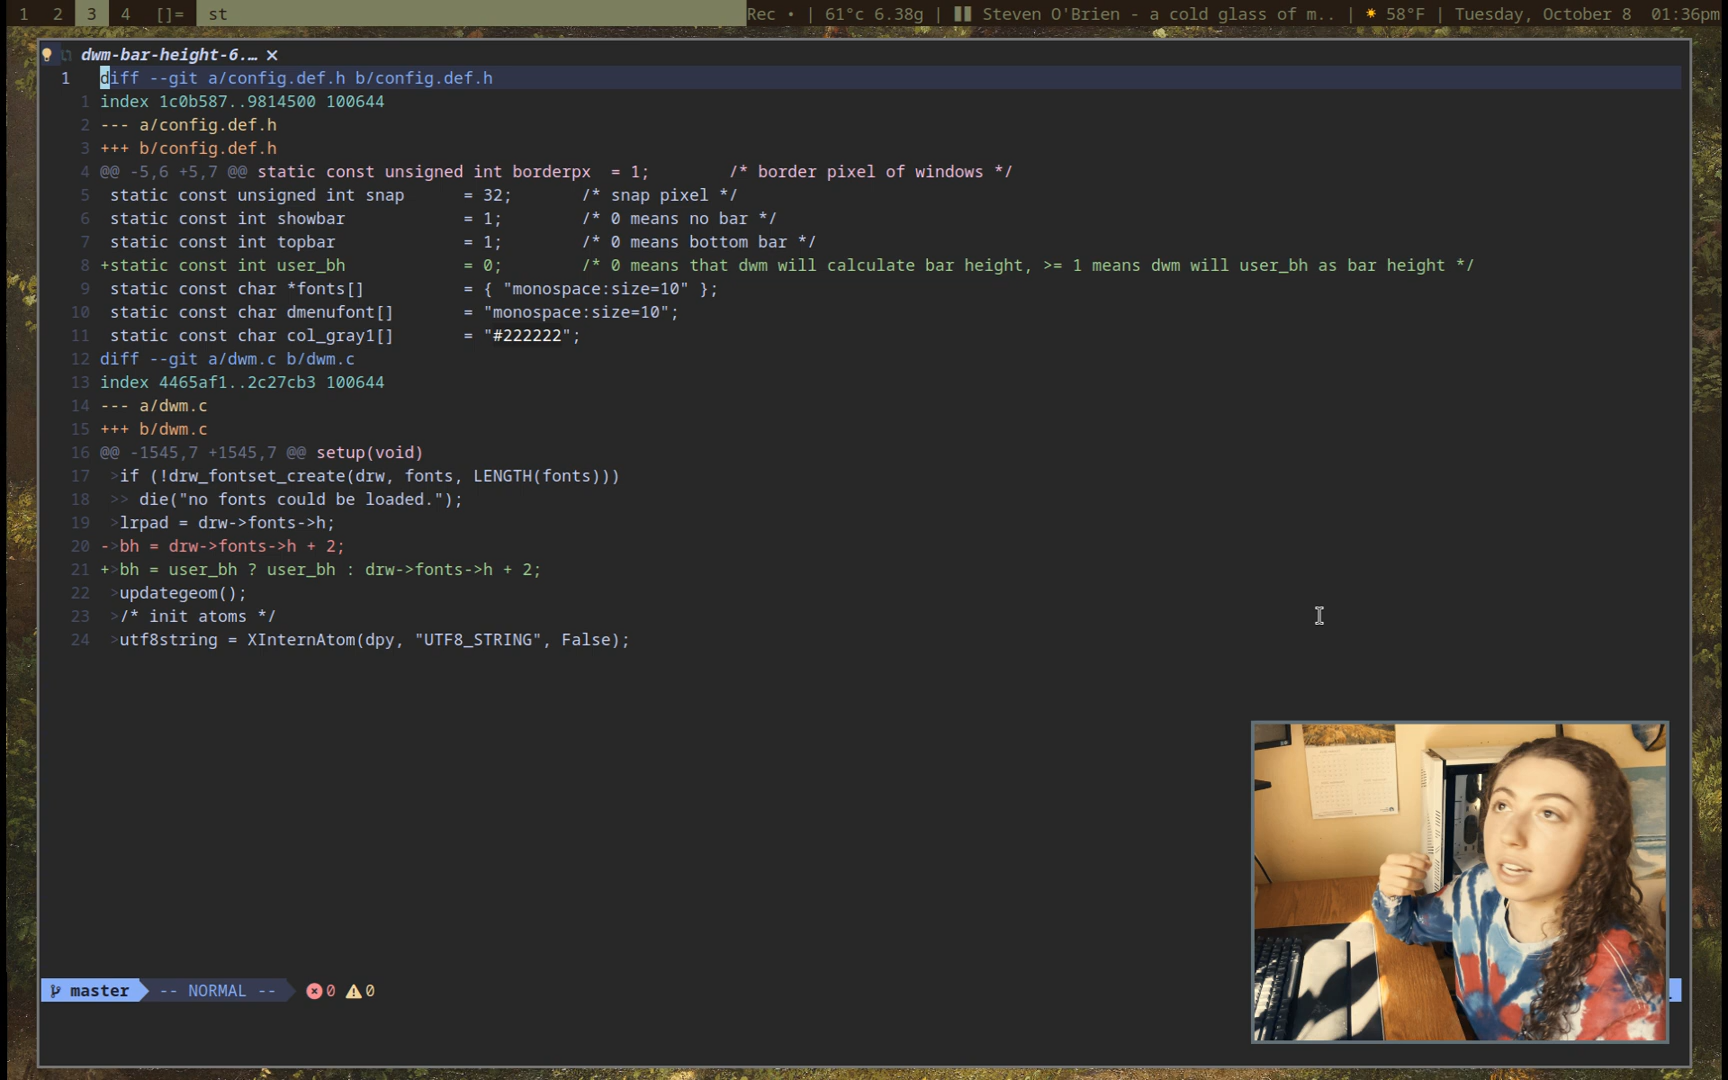 1 2 3 4 []= st Rec • | 61°c 6.38g | Steven O'Brien - a cold glass of m.. | 58°F | Tuesday, October 8 01:36pm
dwm-bar-height-6.… ×
1 diff --git a/config.def.h b/config.def.h
1 index 1c0b587..9814500 100644
2 --- a/config.def.h
3 +++ b/config.def.h
4 @@ -5,6 +5,7 @@ static const unsigned int borderpx  = 1;        /* border pixel of windows */
5  static const unsigned int snap      = 32;       /* snap pixel */
6  static const int showbar            = 1;        /* 0 means no bar */
7  static const int topbar             = 1;        /* 0 means bottom bar */
8 +static const int user_bh            = 0;        /* 0 means that dwm will calculate bar height, >= 1 means dwm will user_bh as bar height */
9  static const char *fonts[]          = { "monospace:size=10" };
10  static const char dmenufont[]       = "monospace:size=10";
11  static const char col_gray1[]       = "#222222";
12 diff --git a/dwm.c b/dwm.c
13 index 4465af1..2c27cb3 100644
14 --- a/dwm.c
15 +++ b/dwm.c
16 @@ -1545,7 +1545,7 @@ setup(void)
17  >if (!drw_fontset_create(drw, fonts, LENGTH(fonts)))
18  >> die("no fonts could be loaded.");
19  >lrpad = drw->fonts->h;
20 ->bh = drw->fonts->h + 2;
21 +>bh = user_bh ? user_bh : drw->fonts->h + 2;
22  >updategeom();
23  >/* init atoms */
24  >utf8string = XInternAtom(dpy, "UTF8_STRING", False);
master -- NORMAL -- 0 0